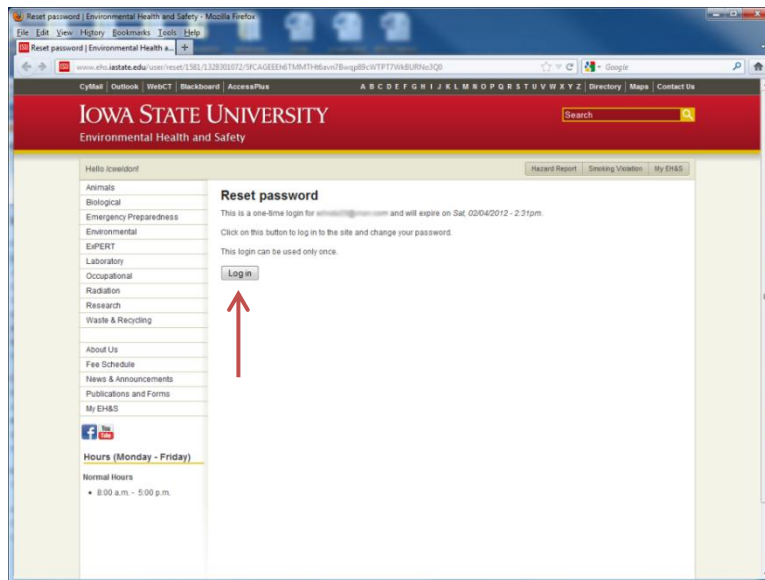 Reset password | Environmental Health and Safety - Mozilla Firefox
File Edit View History Bookmarks Tools Help
Reset password | Environmental Health a... +
www.ehs.iastate.edu/user/reset/1581/ Google
CyMail Outlook WebCT Blackboard AccessPlus A B C D E F G H I J K L M N O P Q R S T U V W X Y Z Directory Maps Contact Us
IOWA STATE UNIVERSITY
Search
Environmental Health and Safety
Hello Hazard Report Smoking Violation My EH&S
Animals
Biological
Emergency Preparedness
Environmental
ExPERT
Laboratory
Occupational
Radiation
Research
Waste & Recycling
About Us
Fee Schedule
News & Announcements
Publications and Forms
My EH&S
f You Tube
Hours (Monday - Friday)
Normal Hours
• 8:00 a.m. - 5:00 p.m.
Reset password
This is a one-time login for and will expire on Sat, 02/04/2012 - 2:31pm.
Click on this button to log in to the site and change your password.
This login can be used only once.
Log in